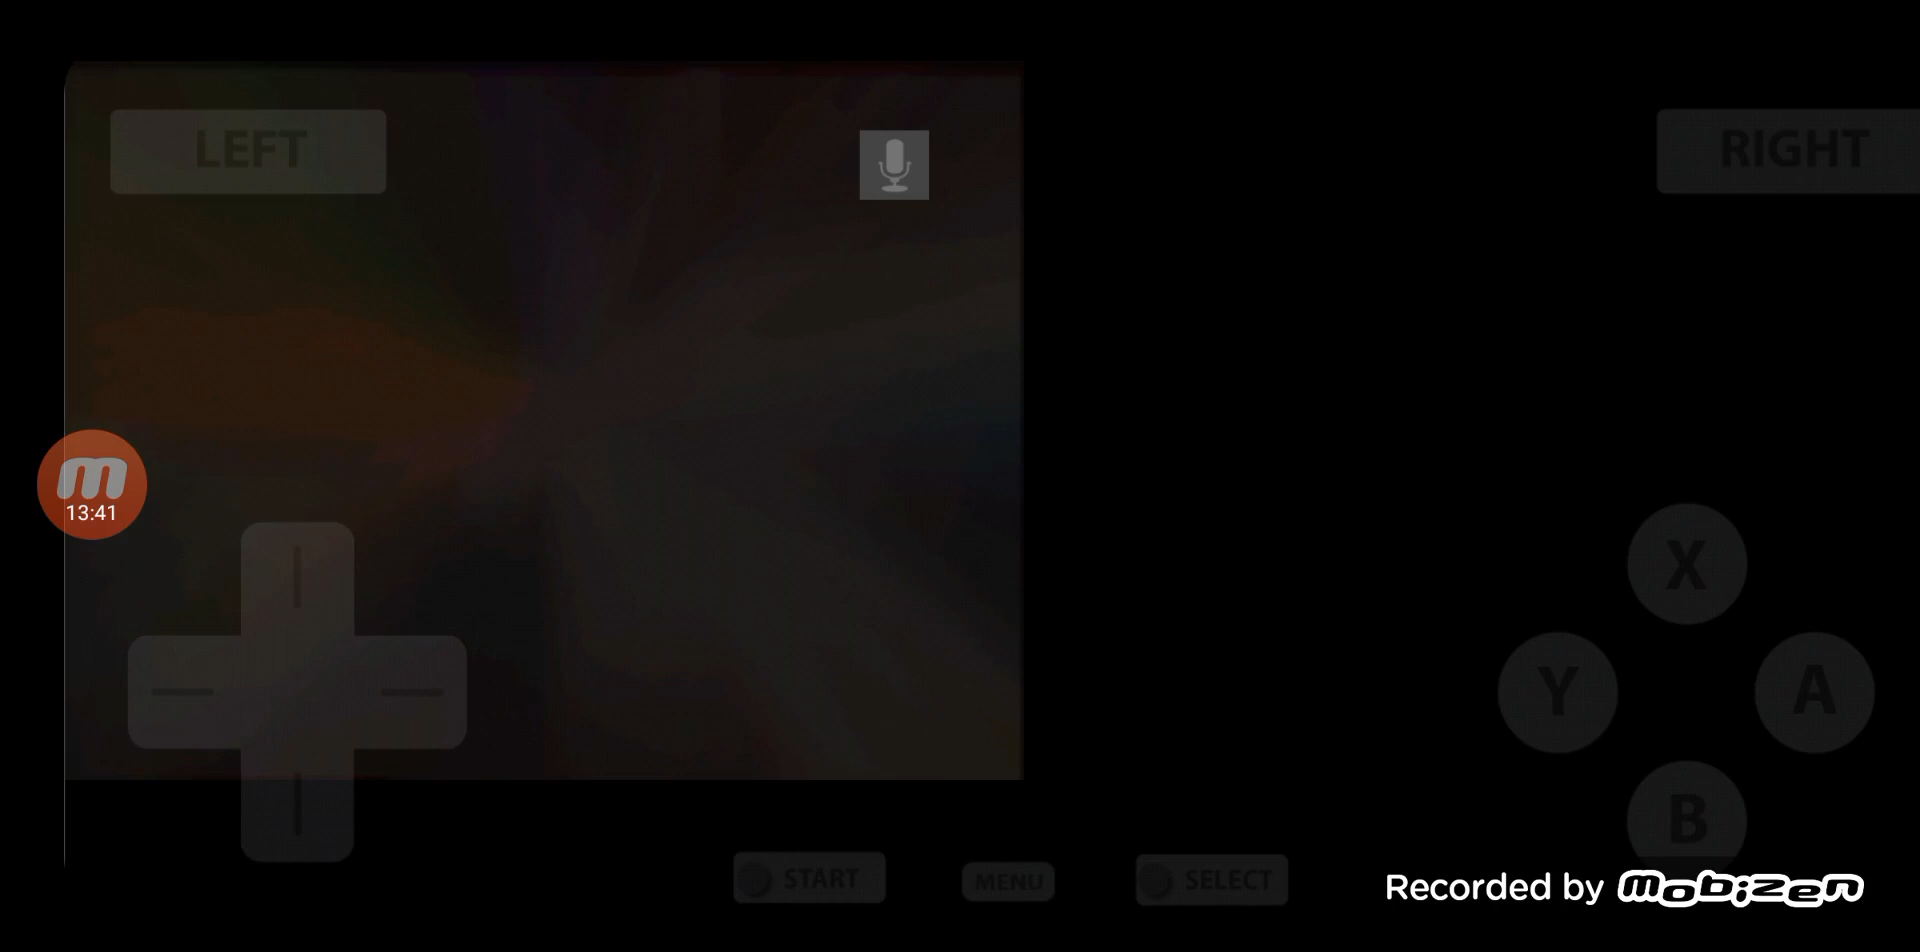 LEFT
RIGHT
m
13:41
X
Y
A
B
START
MENU
SELECT
Recorded by mobizen